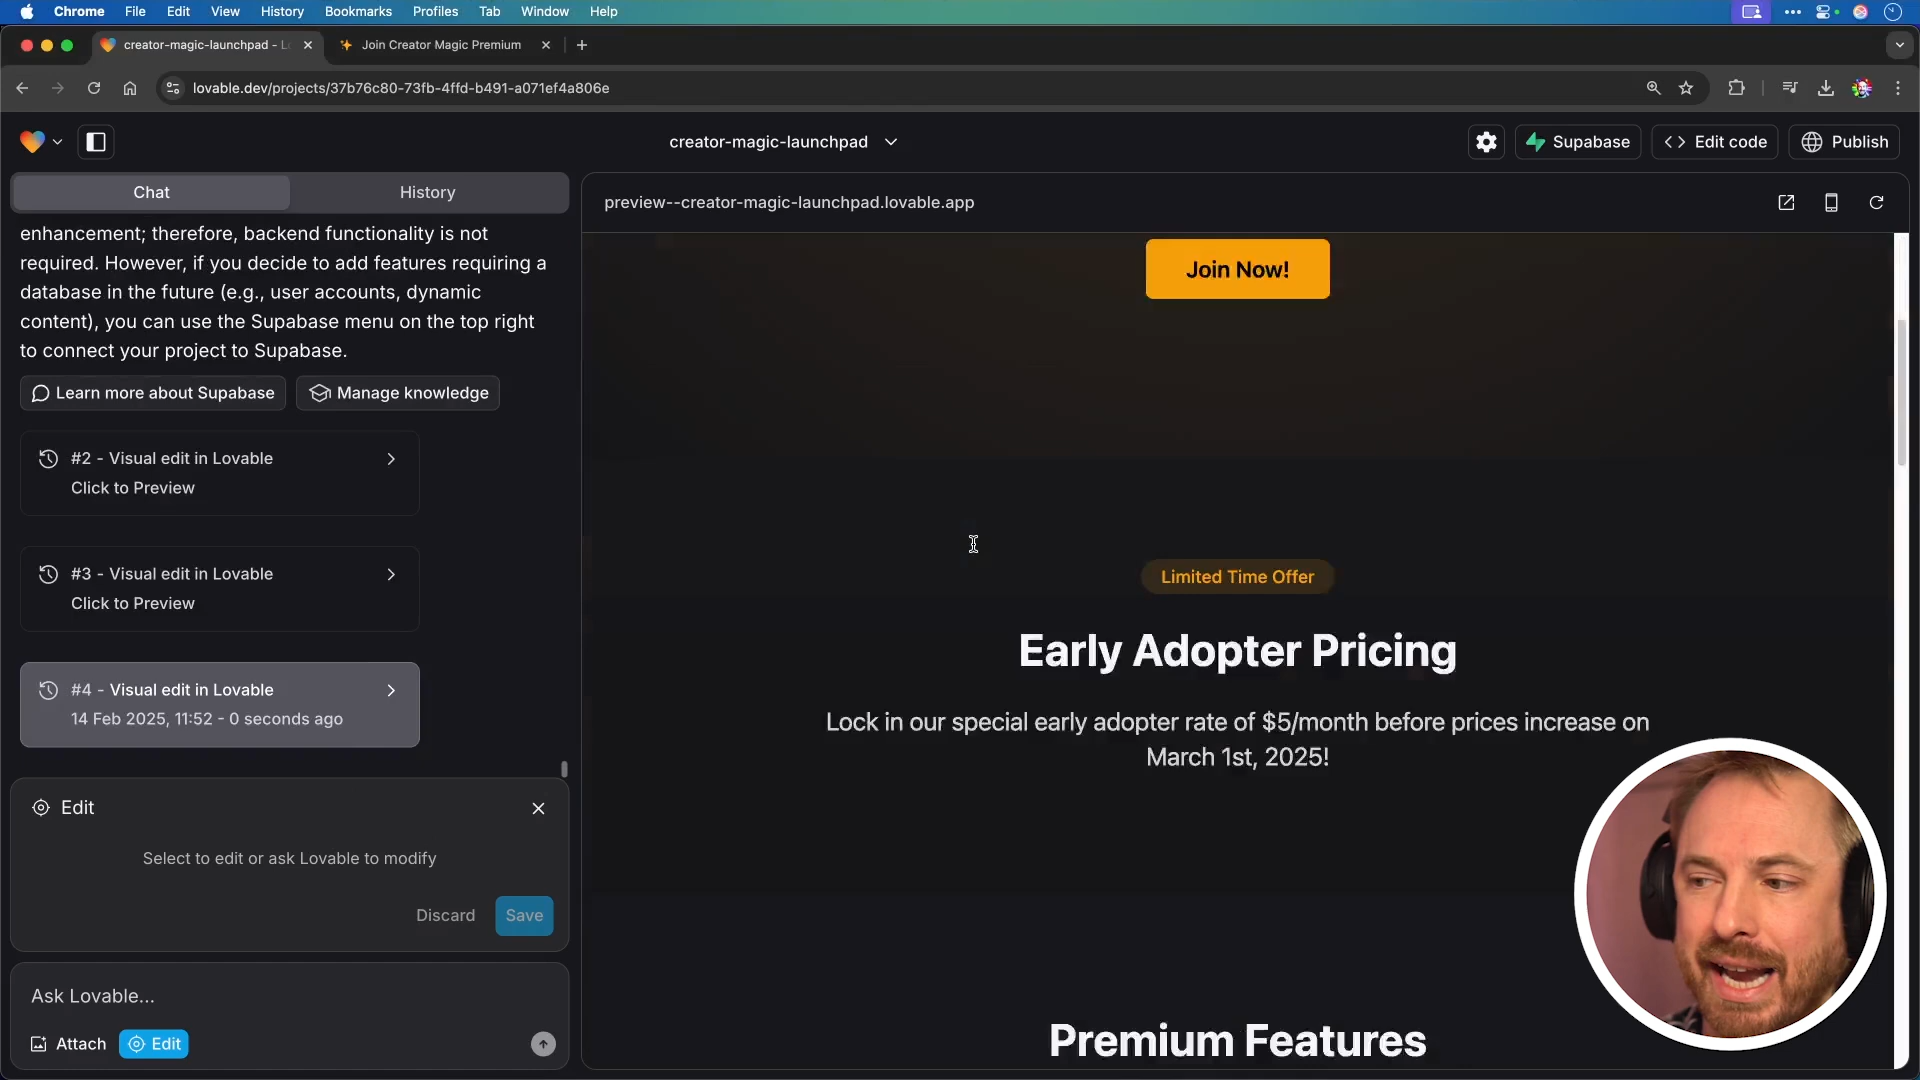 Chrome File Edit View History Bookmarks Profiles Tab Window Help
creator-magic-launchpad - L
Join Creator Magic Premium
lovable.dev/projects/37b76c80-73fb-4ffd-b491-a071ef4a806e
creator-magic-launchpad
Supabase
Edit code
Publish
Chat
History
enhancement; therefore, backend functionality is not
required. However, if you decide to add features requiring a
database in the future (e.g., user accounts, dynamic
content), you can use the Supabase menu on the top right
to connect your project to Supabase.
Learn more about Supabase
Manage knowledge
#2 - Visual edit in Lovable
Click to Preview
#3 - Visual edit in Lovable
Click to Preview
#4 - Visual edit in Lovable
14 Feb 2025, 11:52 - 0 seconds ago
Edit
Select to edit or ask Lovable to modify
Discard
Save
Ask Lovable...
Attach
Edit
preview--creator-magic-launchpad.lovable.app
Join Now!
Limited Time Offer
Early Adopter Pricing
Lock in our special early adopter rate of $5/month before prices increase on
March 1st, 2025!
Premium Features